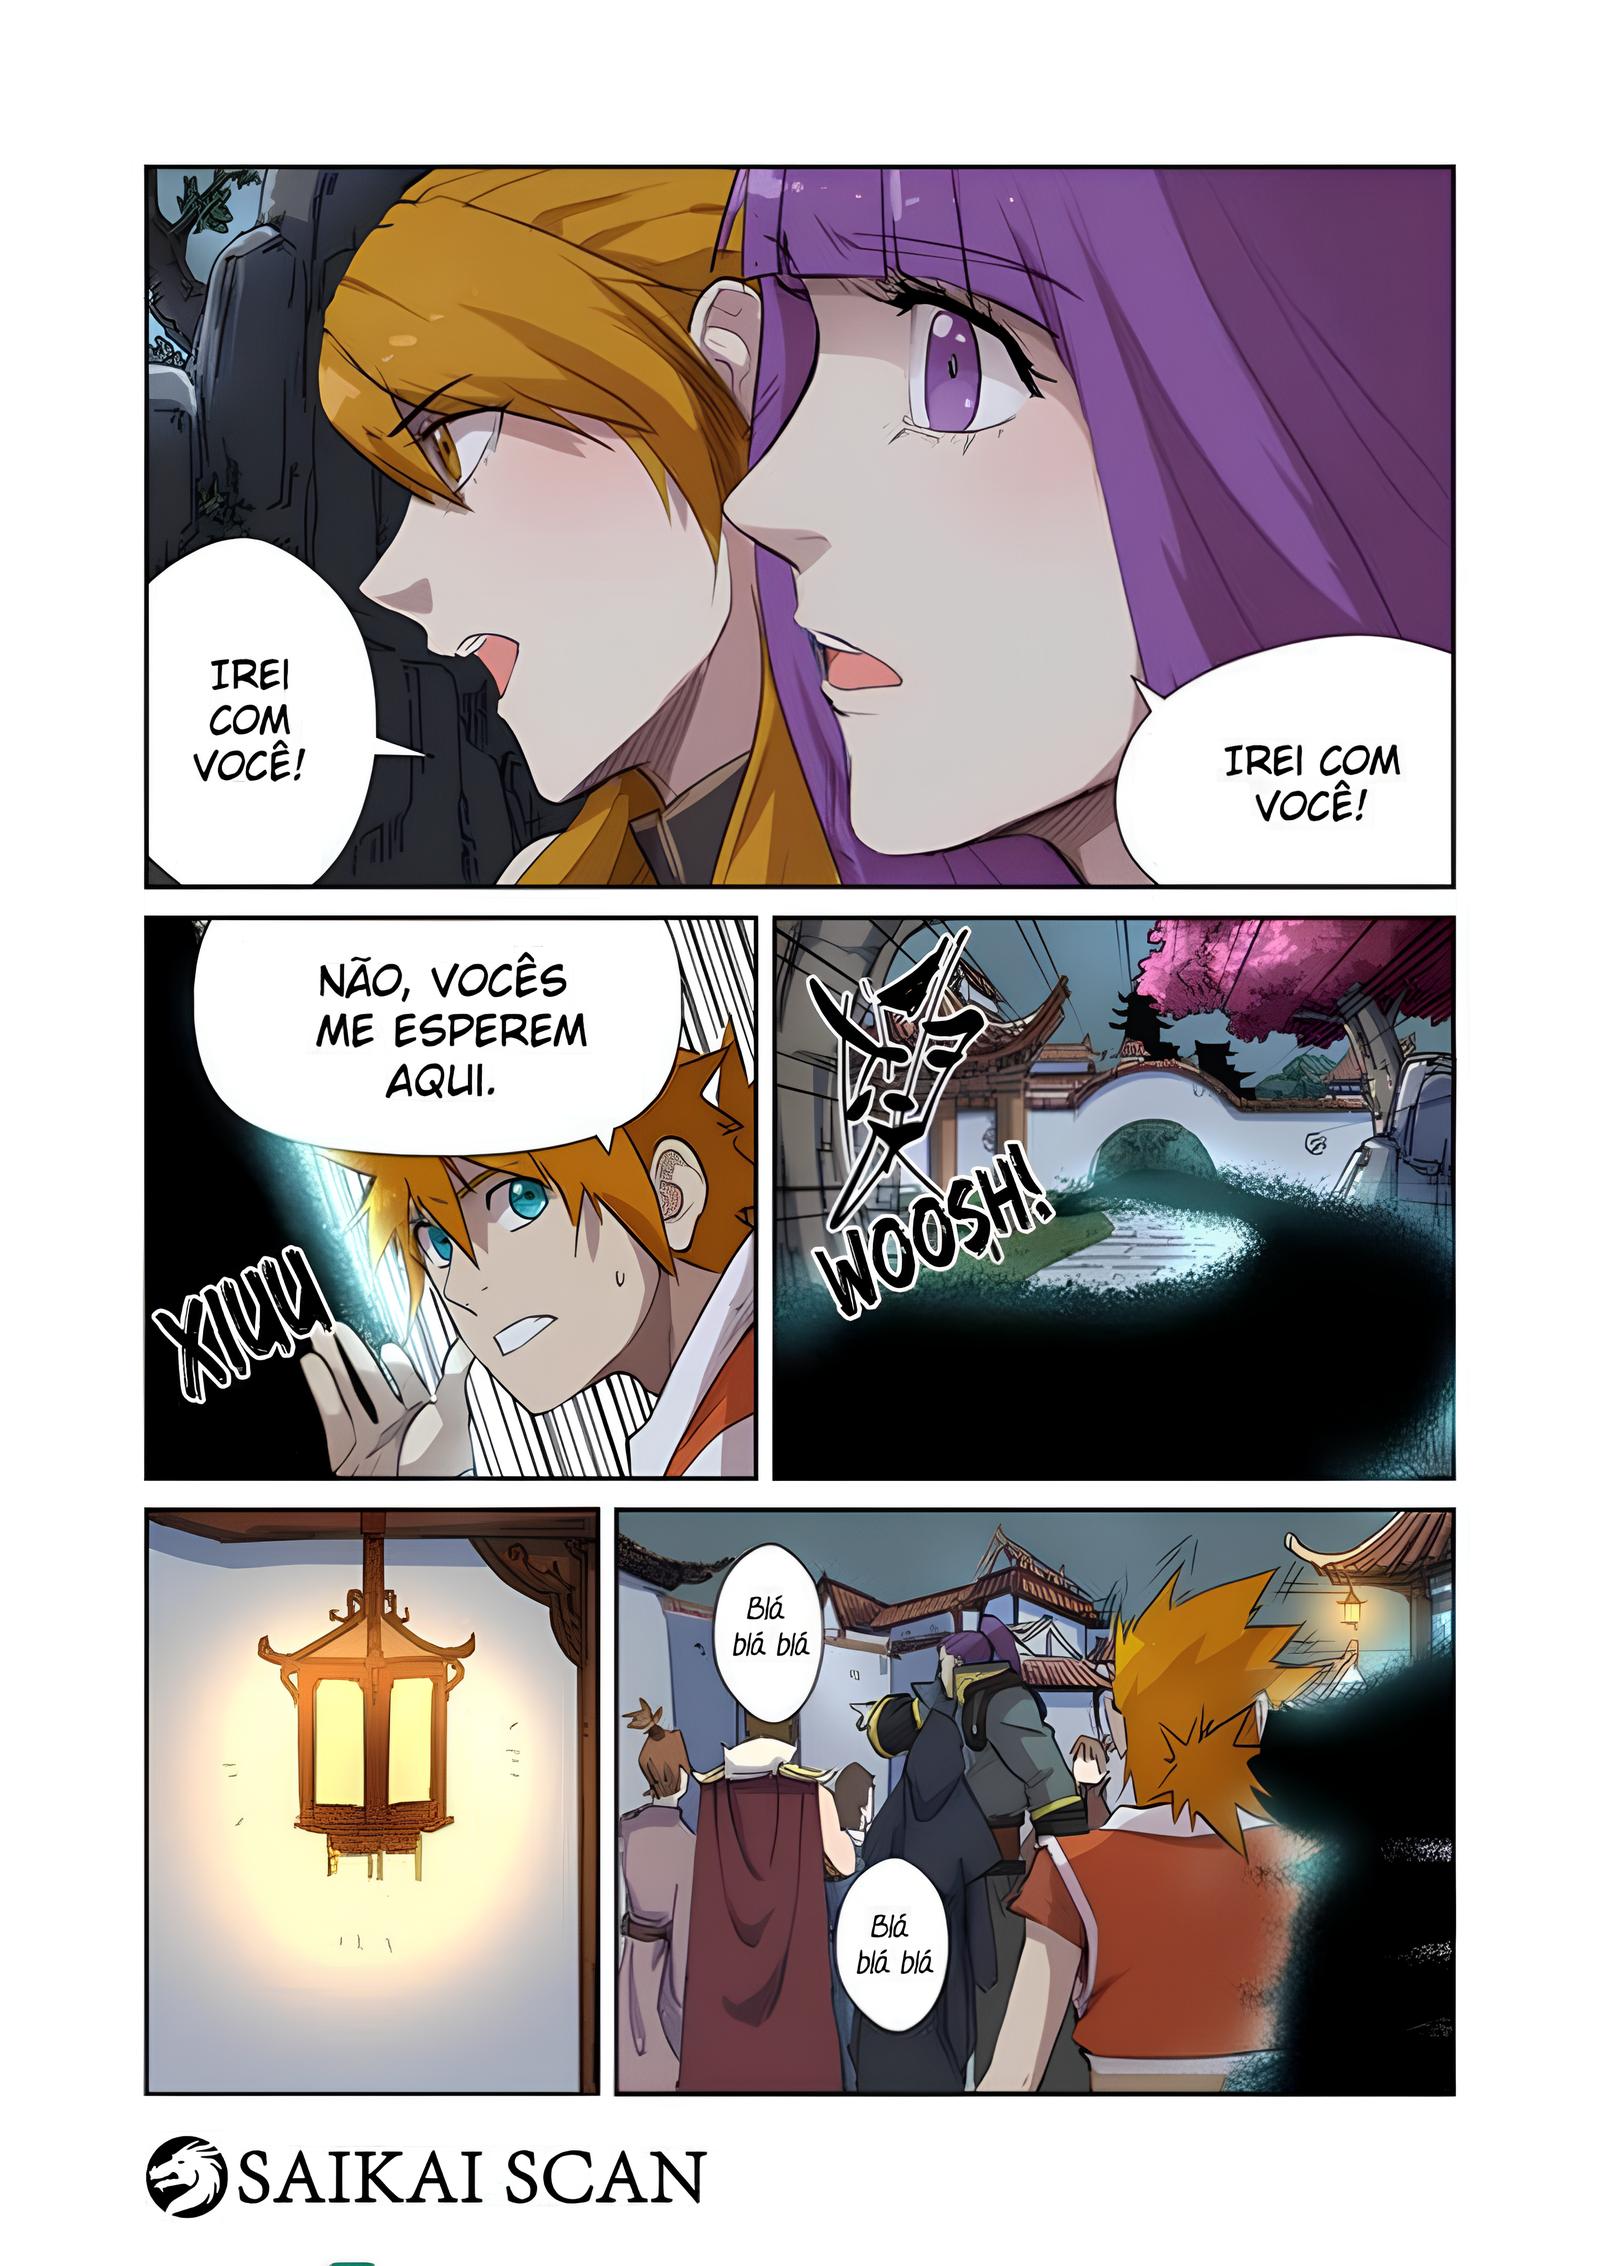 IREI
COM
VOCÊ!
IREI COM
VOCÊ!
NÃO, VOCÊS
ME ESPEREM
AQUI.
XIUU
WOOSH!
Blá
blá blá
Blá
blá blá
SAIKAI SCAN